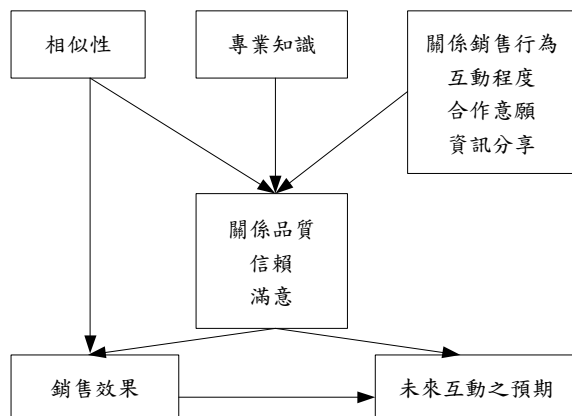 相似性
專業知識
關係銷售行為
互動程度
合作意願
資訊分享
關係品質
信賴
滿意
銷售效果
未來互動之預期